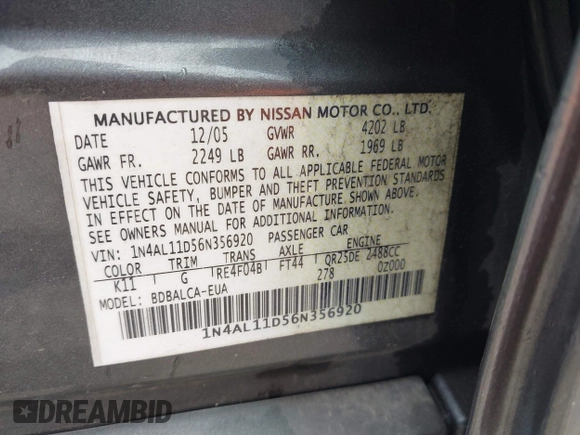 MANUFACTURED BY NISSAN MOTOR CO., LTD.
DATE 12/05 GVWR 4202 LB
GAWR FR. 2249 LB GAWR RR. 1969 LB
THIS VEHICLE CONFORMS TO ALL APPLICABLE FEDERAL MOTOR
VEHICLE SAFETY, BUMPER AND THEFT PREVENTION STANDARDS
IN EFFECT ON THE DATE OF MANUFACTURE SHOWN ABOVE.
SEE OWNERS MANUAL FOR ADDITIONAL INFORMATION.
VIN: 1N4AL11D56N356920 PASSENGER CAR
COLOR TRIM TRANS AXLE ENGINE
K11 G RE4F04B FT44 QR25DE 2488CC
278 0Z000
MODEL: BDBALCA-EUA
1N4AL11D56N356920
DREAMBID